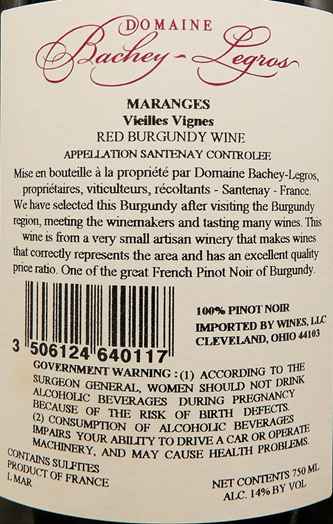 DOMAINE
Bachey-Legros
MARANGES
Vieilles Vignes
RED BURGUNDY WINE
APPELLATION SANTENAY CONTROLEE
Mise en bouteille à la propriété par Domaine Bachey-Legros,
propriétaires, viticulteurs, récoltants - Santenay - France.
We have selected this Burgundy after visiting the Burgundy
region, meeting the winemakers and tasting many wines. This
wine is from a very small artisan winery that makes wines
that correctly represents the area and has an excellent quality
price ratio. One of the great French Pinot Noir of Burgundy.
100% PINOT NOIR
IMPORTED BY WINES, LLC
CLEVELAND, OHIO 44103
3 506124 640117
GOVERNMENT WARNING : (1) ACCORDING TO THE
SURGEON GENERAL, WOMEN SHOULD NOT DRINK
ALCOHOLIC BEVERAGES DURING PREGNANCY
BECAUSE OF THE RISK OF BIRTH DEFECTS.
(2) CONSUMPTION OF ALCOHOLIC BEVERAGES
IMPAIRS YOUR ABILITY TO DRIVE A CAR OR OPERATE
MACHINERY, AND MAY CAUSE HEALTH PROBLEMS.
CONTAINS SULFITES
PRODUCT OF FRANCE
L MAR
NET CONTENTS 750 ML
ALC. 14% BY VOL